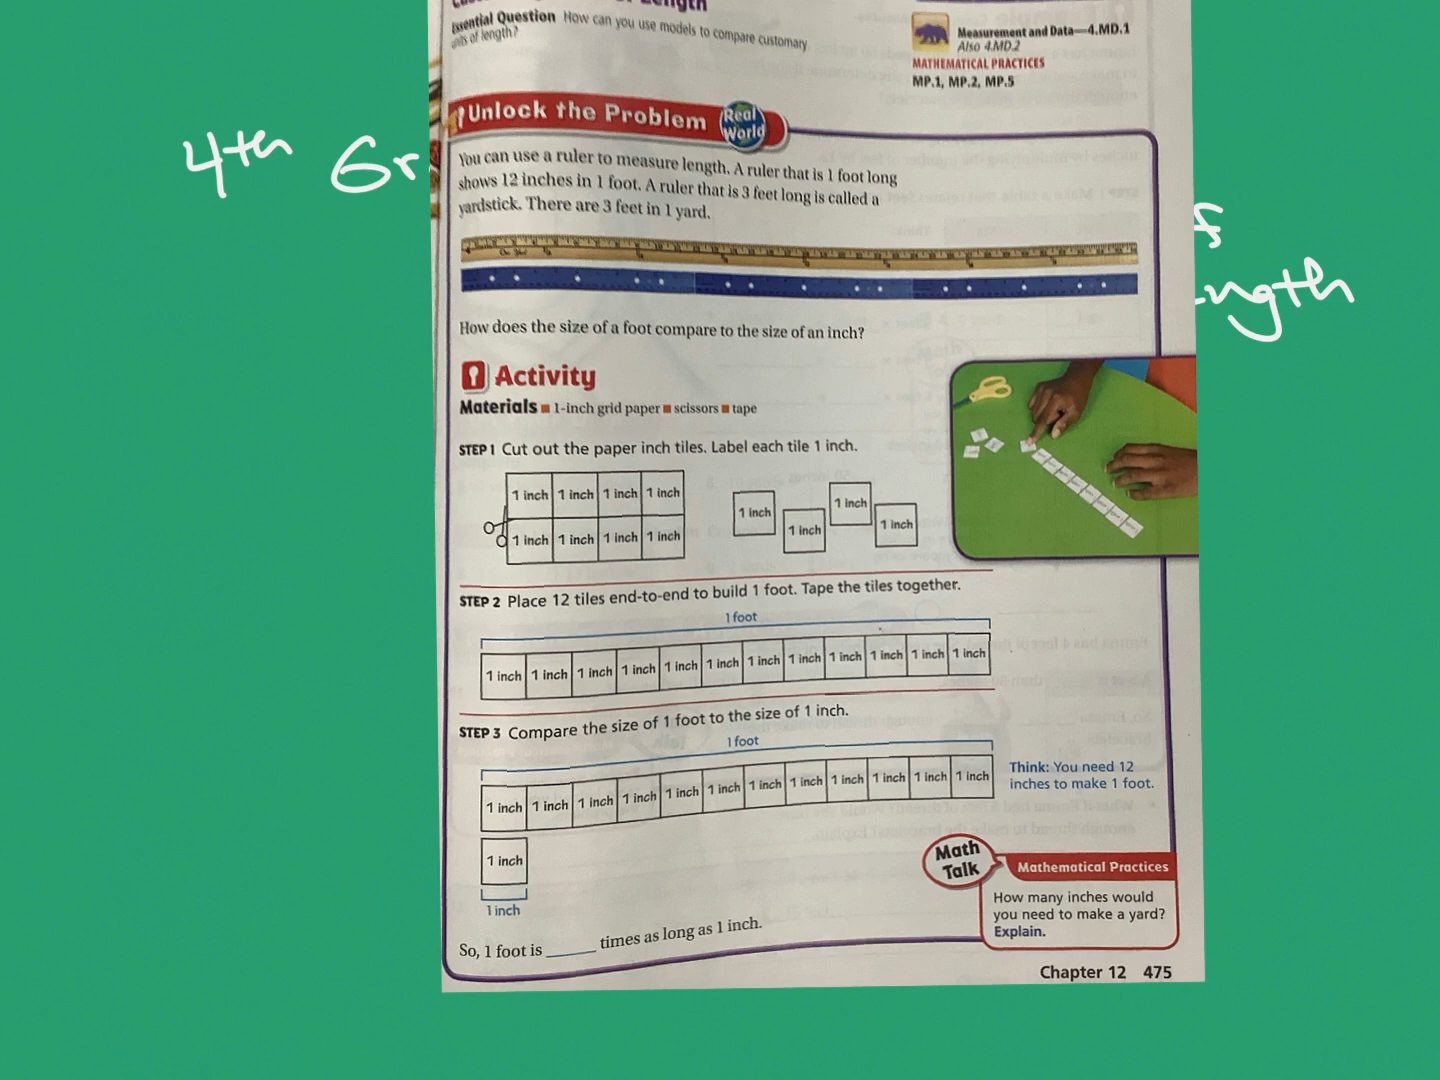 Length
Essential Question How can you use models to compare customary
units of length?
Measurement and Data—4.MD.1
Also 4.MD.2
MATHEMATICAL PRACTICES
MP.1, MP.2, MP.5
Unlock the Problem Real World
4th Gr
You can use a ruler to measure length. A ruler that is 1 foot long
shows 12 inches in 1 foot. A ruler that is 3 feet long is called a
yardstick. There are 3 feet in 1 yard.
s
ngth
How does the size of a foot compare to the size of an inch?
Activity
Materials 1-inch grid paper scissors tape
STEP 1 Cut out the paper inch tiles. Label each tile 1 inch.
1 inch 1 inch 1 inch 1 inch
1 inch 1 inch 1 inch 1 inch
1 inch 1 inch 1 inch 1 inch
STEP 2 Place 12 tiles end-to-end to build 1 foot. Tape the tiles together.
1 foot
1 inch 1 inch 1 inch 1 inch 1 inch 1 inch 1 inch 1 inch 1 inch 1 inch 1 inch 1 inch
STEP 3 Compare the size of 1 foot to the size of 1 inch.
1 foot
1 inch 1 inch 1 inch 1 inch 1 inch 1 inch 1 inch 1 inch 1 inch 1 inch 1 inch 1 inch
Think: You need 12
inches to make 1 foot.
1 inch
1 inch
Math
Talk
Mathematical Practices
How many inches would
you need to make a yard?
Explain.
So, 1 foot is ____ times as long as 1 inch.
Chapter 12 475